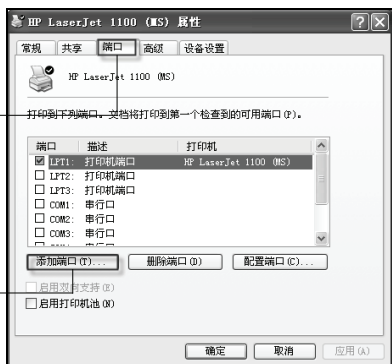 HP LaserJet 1100 (MS) 属性
常规 共享 端口 高级 设备设置
HP LaserJet 1100 (MS)
打印到下列端口。文档将打印到第一个检查到的可用端口(P)。
端口 描述 打印机
LPT1: 打印机端口 HP LaserJet 1100 (MS)
LPT2: 打印机端口
LPT3: 打印机端口
COM1: 串行口
COM2: 串行口
COM3: 串行口
添加端口(T)... 删除端口(D) 配置端口(C)...
启用双向支持(E)
启用打印机池(N)
确定 取消 应用(A)